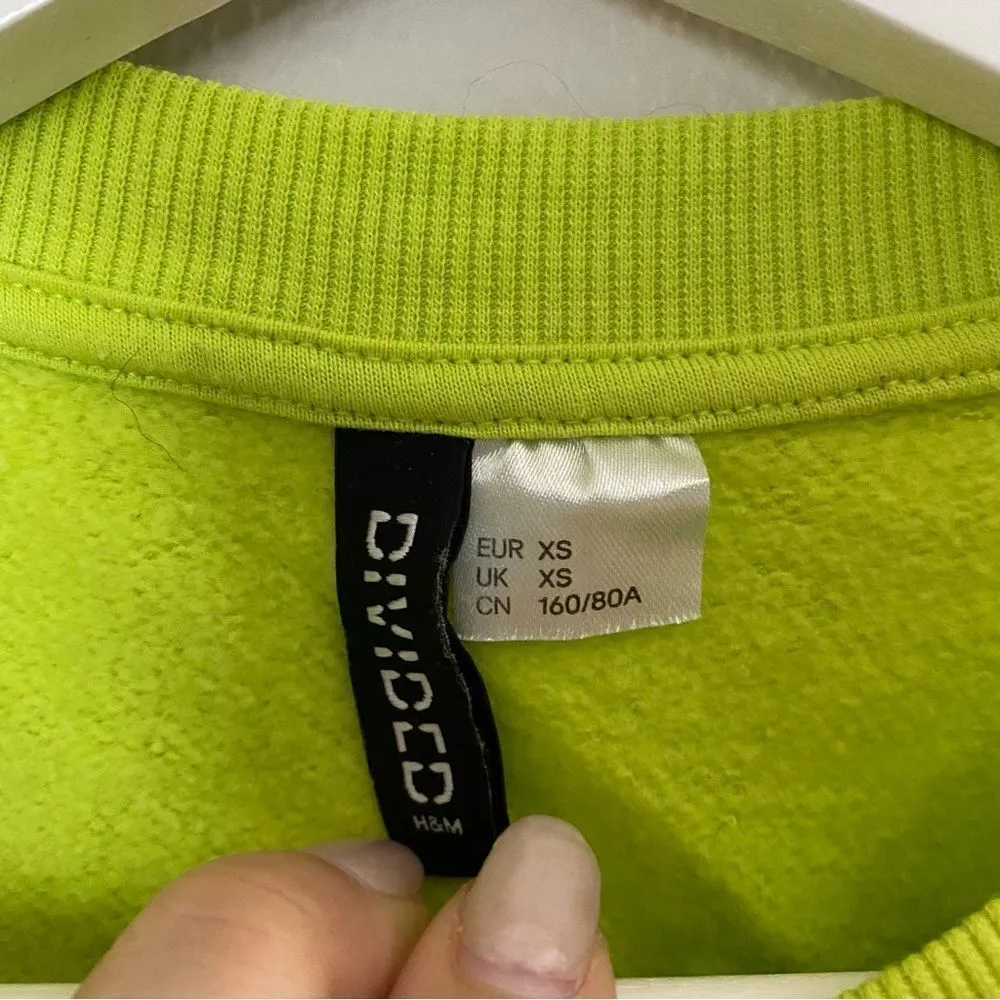 DIVIDED
H&M
EUR XS
UK XS
CN 160/80A